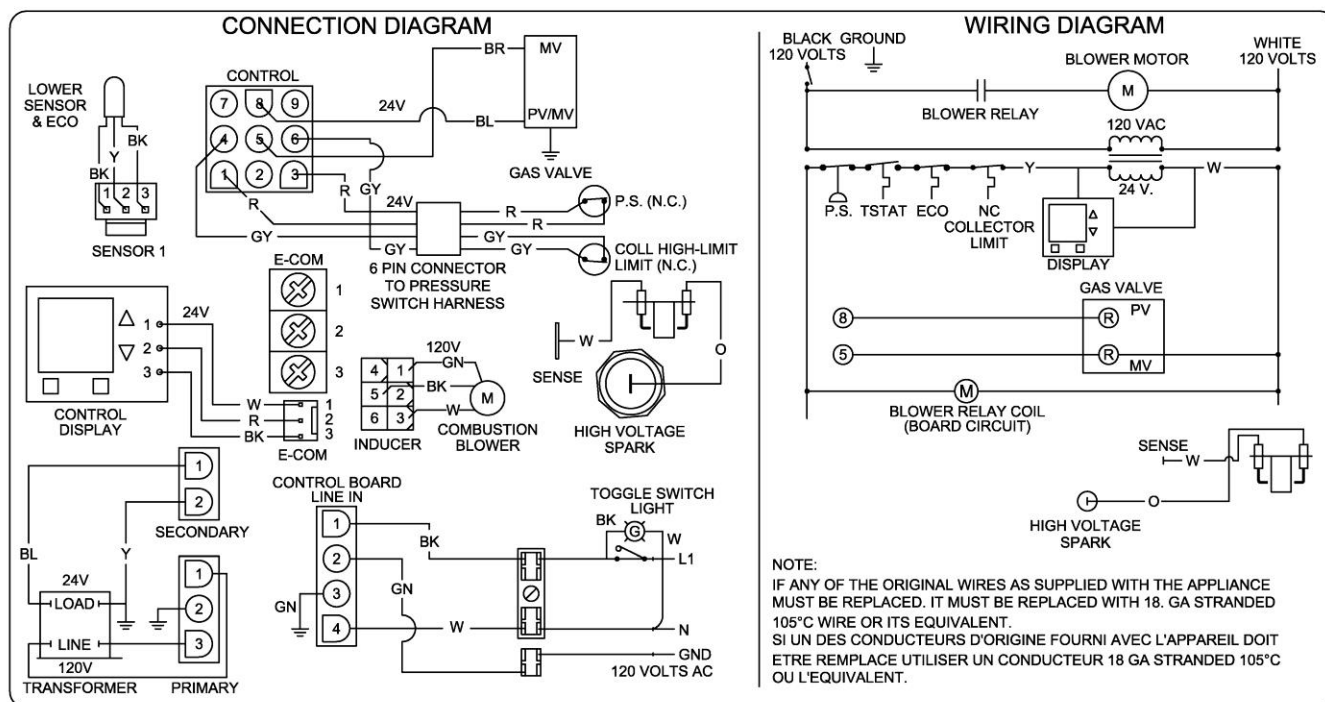 CONNECTION DIAGRAM
LOWER
SENSOR
& ECO
BK
Y
BK
1 2 3
SENSOR 1
CONTROL
7 8 9
4 5 6
1 2 3
24V
BR
BL
MV
PV/MV
GAS VALVE
R
R
GY
GY
24V
GY
R
R
GY
GY
P.S. (N.C.)
COLL HIGH-LIMIT
LIMIT (N.C.)
6 PIN CONNECTOR
TO PRESSURE
SWITCH HARNESS
E-COM
1
2
3
24V
1
2
3
CONTROL
DISPLAY
W
R
BK
1
2
3
E-COM
120V
4 1
5 2
6 3
GN
BK
W
M
INDUCER
COMBUSTION
BLOWER
W
SENSE
O
HIGH VOLTAGE
SPARK
1
2
SECONDARY
BL
Y
24V
LOAD
LINE
120V
TRANSFORMER
1
2
3
PRIMARY
CONTROL BOARD
LINE IN
1
2
3
4
GN
BK
GN
W
TOGGLE SWITCH
LIGHT
BK
G
W
L1
N
GND
120 VOLTS AC
WIRING DIAGRAM
BLACK GROUND
120 VOLTS
WHITE
120 VOLTS
BLOWER MOTOR
M
BLOWER RELAY
120 VAC
24 V.
Y
W
P.S. TSTAT ECO NC
COLLECTOR
LIMIT
DISPLAY
GAS VALVE
8
R PV
5
R
MV
M
BLOWER RELAY COIL
(BOARD CIRCUIT)
SENSE
W
O
HIGH VOLTAGE
SPARK
NOTE:
IF ANY OF THE ORIGINAL WIRES AS SUPPLIED WITH THE APPLIANCE
MUST BE REPLACED. IT MUST BE REPLACED WITH 18. GA STRANDED
105°C WIRE OR ITS EQUIVALENT.
SI UN DES CONDUCTEURS D'ORIGINE FOURNI AVEC L'APPAREIL DOIT
ETRE REMPLACE UTILISER UN CONDUCTEUR 18 GA STRANDED 105°C
OU L'EQUIVALENT.